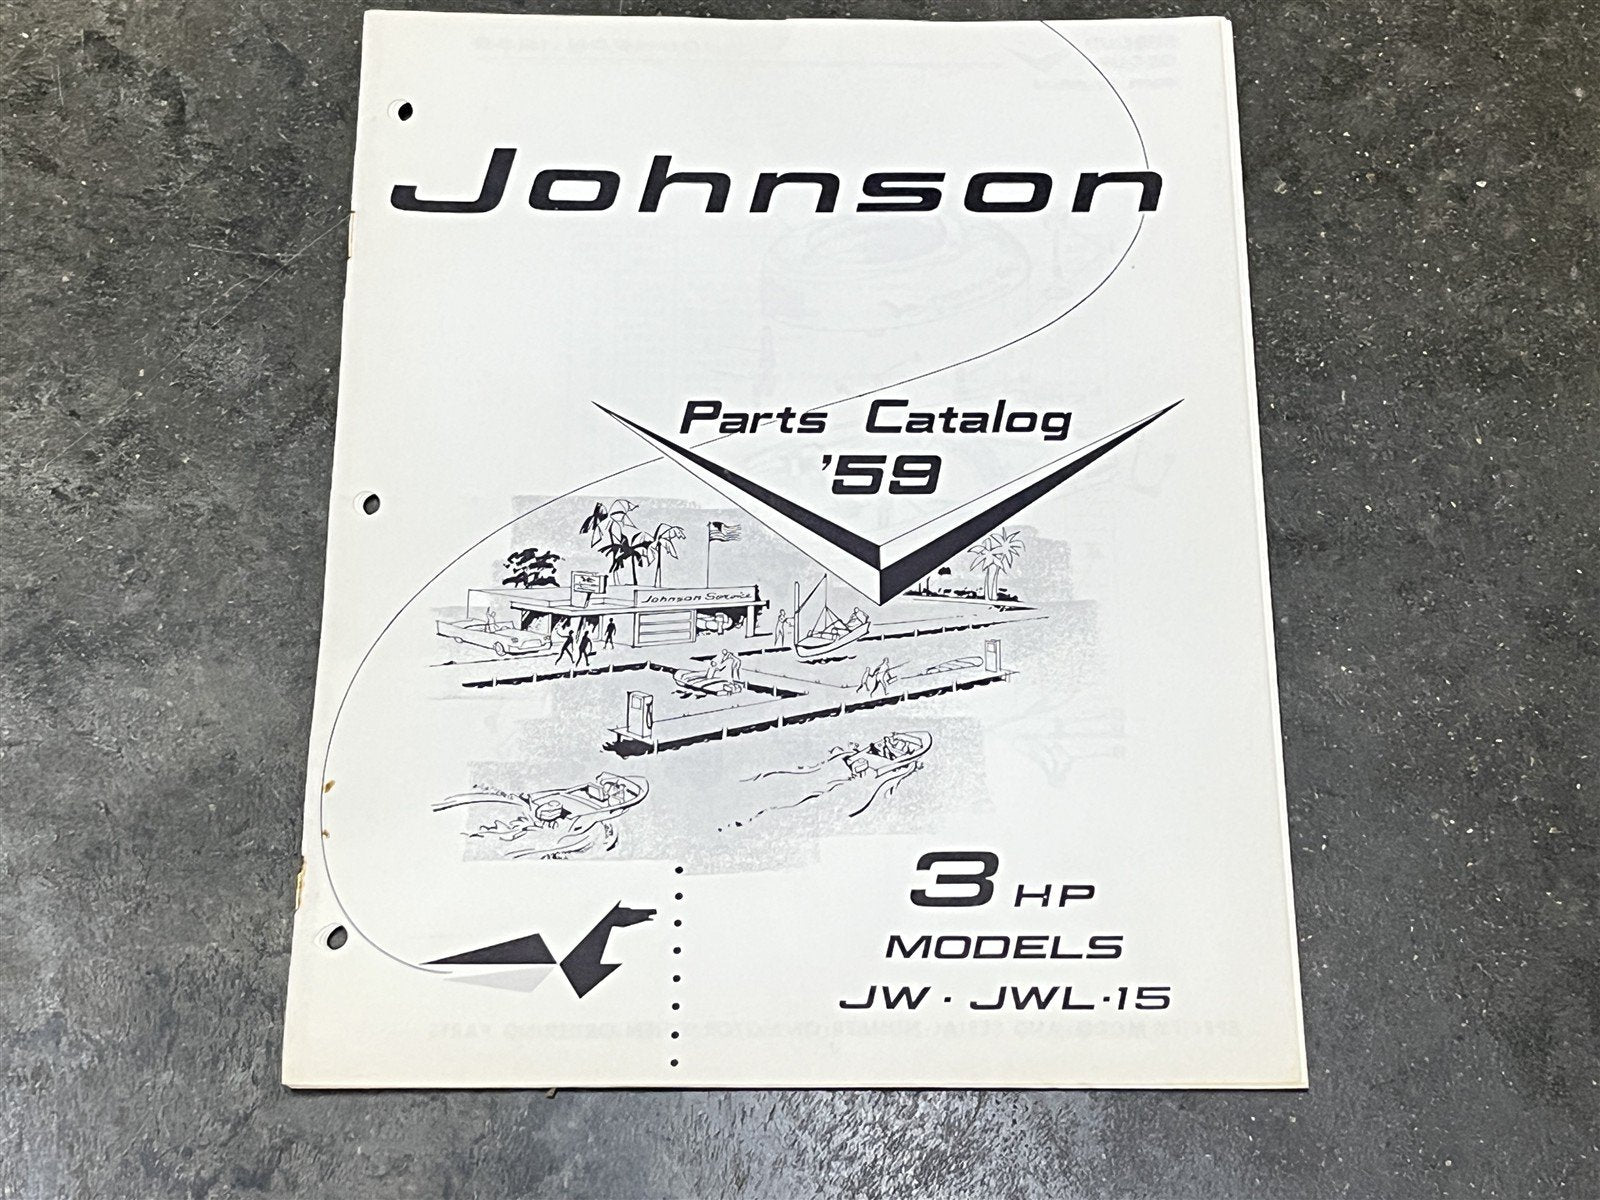 Johnson
Parts Catalog
'59
Johnson Service
3 HP
MODELS
JW · JWL · 15